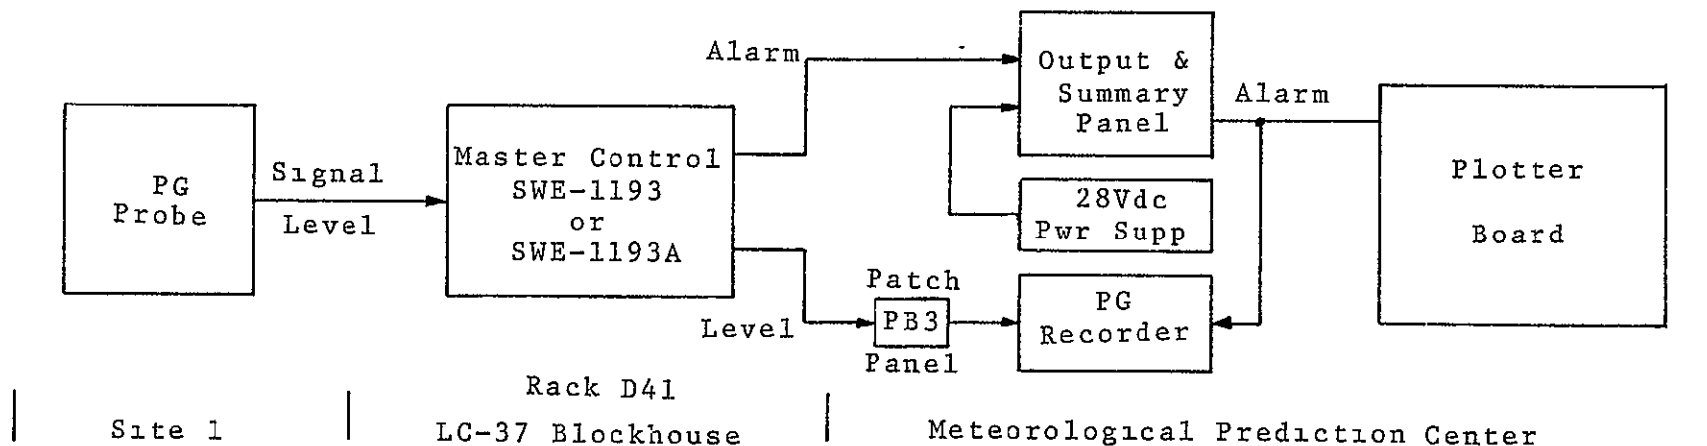 PG
Probe
Signal
Level
Master Control
SWE-1193
or
SWE-1193A
Alarm
Level
Patch
PB3
Panel
Output &
Summary
Panel
28Vdc
Pwr Supp
PG
Recorder
Alarm
Plotter
Board
Site 1
Rack D41
LC-37 Blockhouse
Meteorological Prediction Center